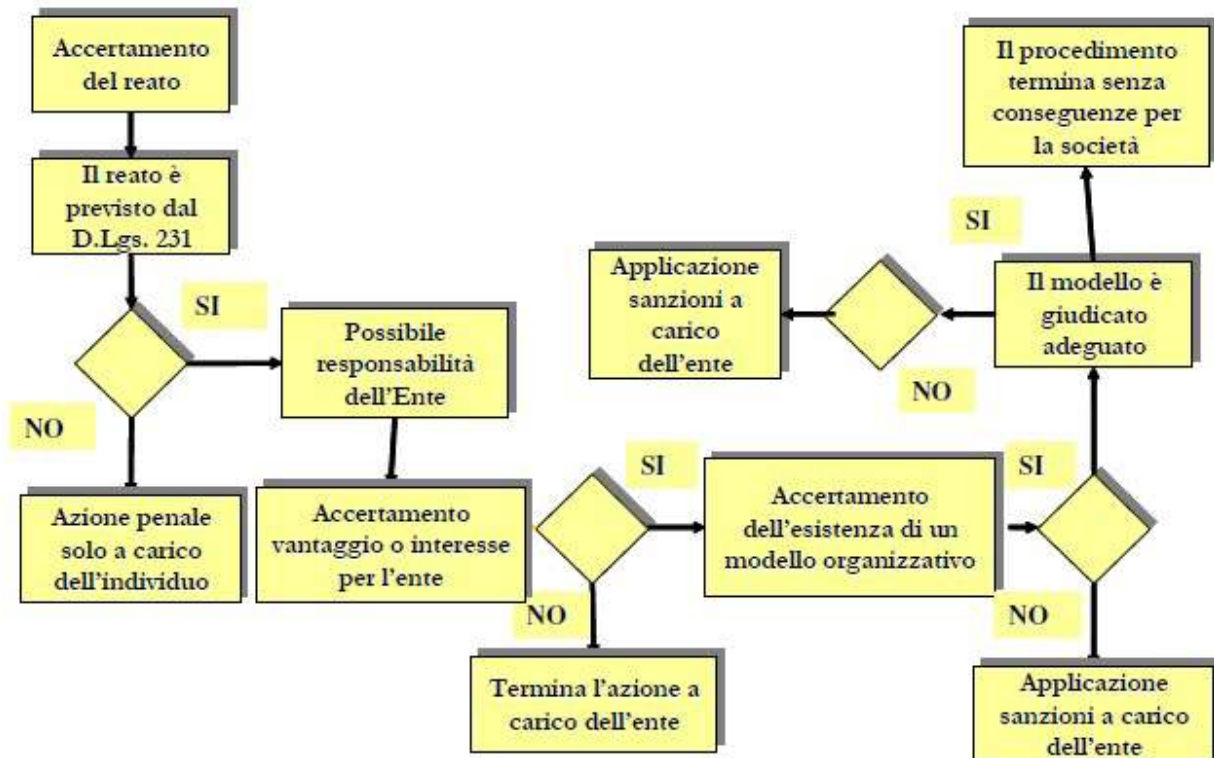 Accertamento
del reato
Il reato è
previsto dal
D.Lgs. 231
SI
NO
Azione penale
solo a carico
dell'individuo
Possibile
responsabilità
dell'Ente
Accertamento
vantaggio o interesse
per l'ente
SI
NO
Termina l'azione a
carico dell'ente
Accertamento
dell'esistenza di un
modello organizzativo
SI
NO
Applicazione
sanzioni a carico
dell'ente
Il modello è
giudicato
adeguato
SI
NO
Il procedimento
termina senza
conseguenze per
la società
Applicazione
sanzioni a
carico
dell'ente